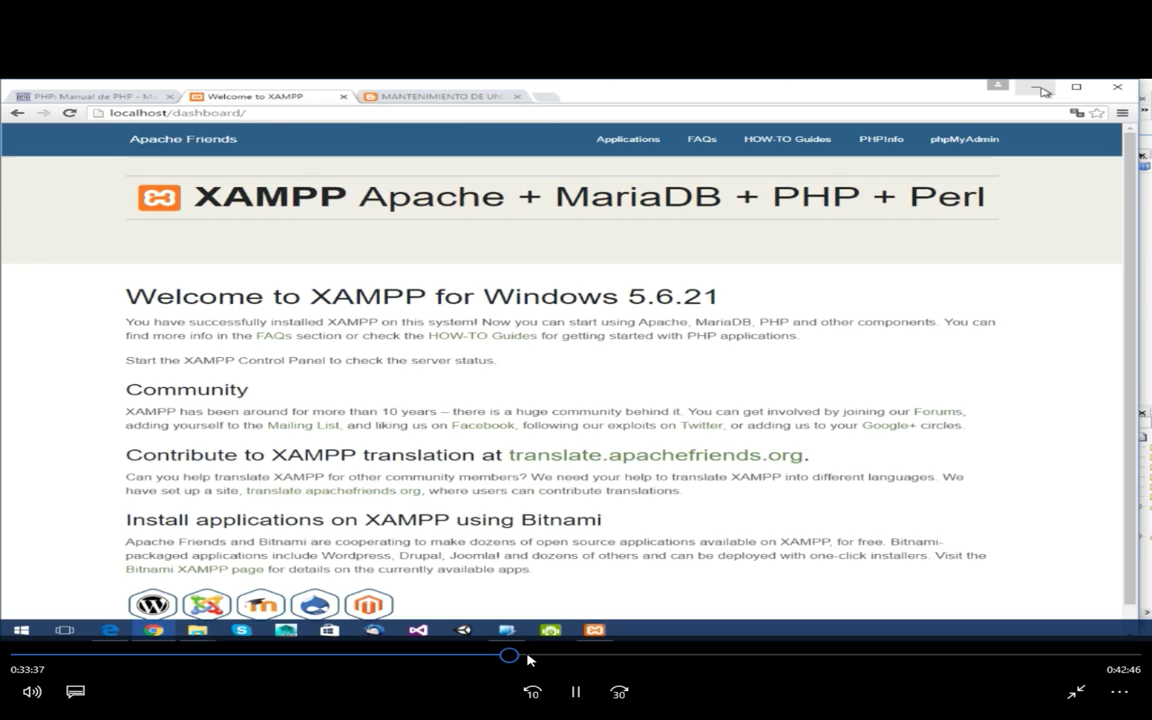 PHP: Manual de PHP - M
Welcome to XAMPP
MANTENIMIENTO DE UN
localhost/dashboard/
Apache Friends
Applications
FAQs
HOW-TO Guides
PHPInfo
phpMyAdmin
XAMPP Apache + MariaDB + PHP + Perl
Welcome to XAMPP for Windows 5.6.21
You have successfully installed XAMPP on this system! Now you can start using Apache, MariaDB, PHP and other components. You can
find more info in the FAQs section or check the HOW-TO Guides for getting started with PHP applications.
Start the XAMPP Control Panel to check the server status.
Community
XAMPP has been around for more than 10 years – there is a huge community behind it. You can get involved by joining our Forums,
adding yourself to the Mailing List, and liking us on Facebook, following our exploits on Twitter, or adding us to your Google+ circles.
Contribute to XAMPP translation at translate.apachefriends.org.
Can you help translate XAMPP for other community members? We need your help to translate XAMPP into different languages. We
have set up a site, translate.apachefriends.org, where users can contribute translations.
Install applications on XAMPP using Bitnami
Apache Friends and Bitnami are cooperating to make dozens of open source applications available on XAMPP, for free. Bitnami-
packaged applications include Wordpress, Drupal, Joomla! and dozens of others and can be deployed with one-click installers. Visit the
Bitnami XAMPP page for details on the currently available apps.
0:33:37
0:42:46
10
30